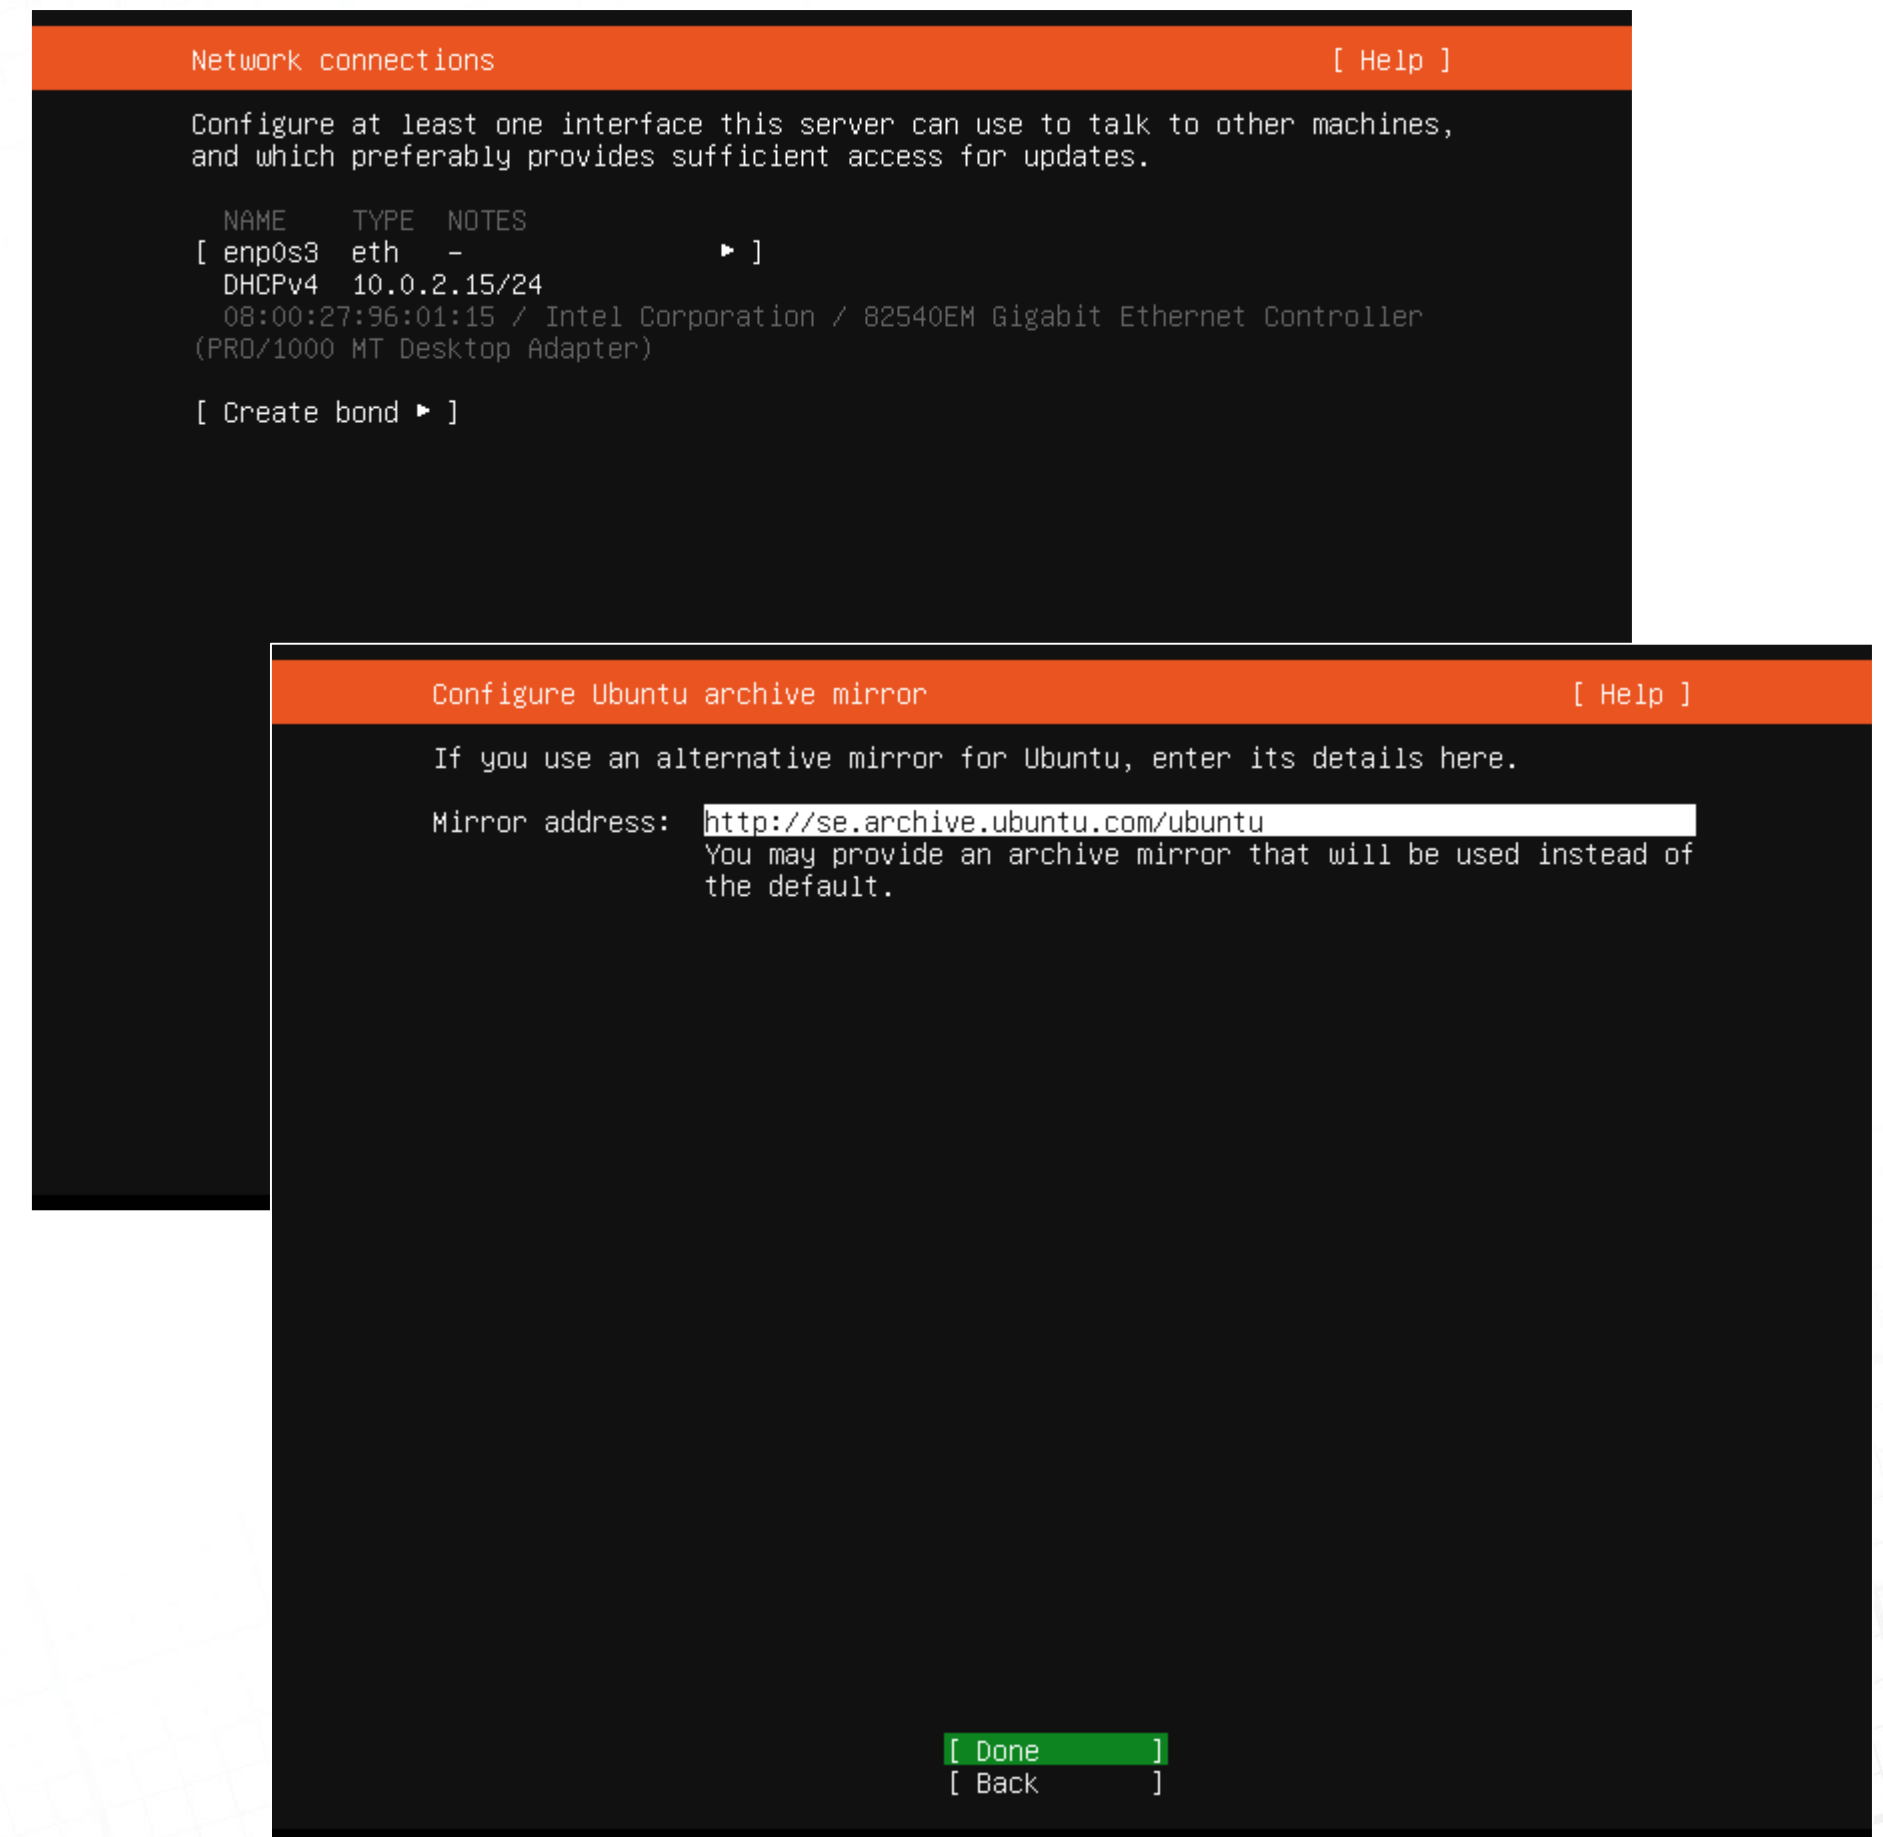 Network connections [ Help ]
Configure at least one interface this server can use to talk to other machines,
and which preferably provides sufficient access for updates.
NAME TYPE NOTES
[ enp0s3 eth - ▸ ]
DHCPv4 10.0.2.15/24
08:00:27:96:01:15 / Intel Corporation / 82540EM Gigabit Ethernet Controller
(PRO/1000 MT Desktop Adapter)
[ Create bond ▸ ]
Configure Ubuntu archive mirror [ Help ]
If you use an alternative mirror for Ubuntu, enter its details here.
Mirror address: http://se.archive.ubuntu.com/ubuntu
You may provide an archive mirror that will be used instead of
the default.
[ Done ]
[ Back ]